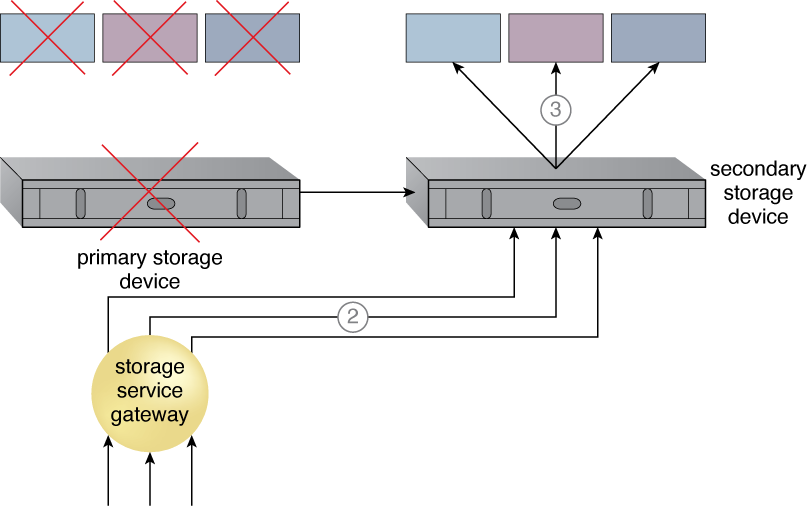 3
secondary
storage
device
primary storage
device
2
storage
service
gateway